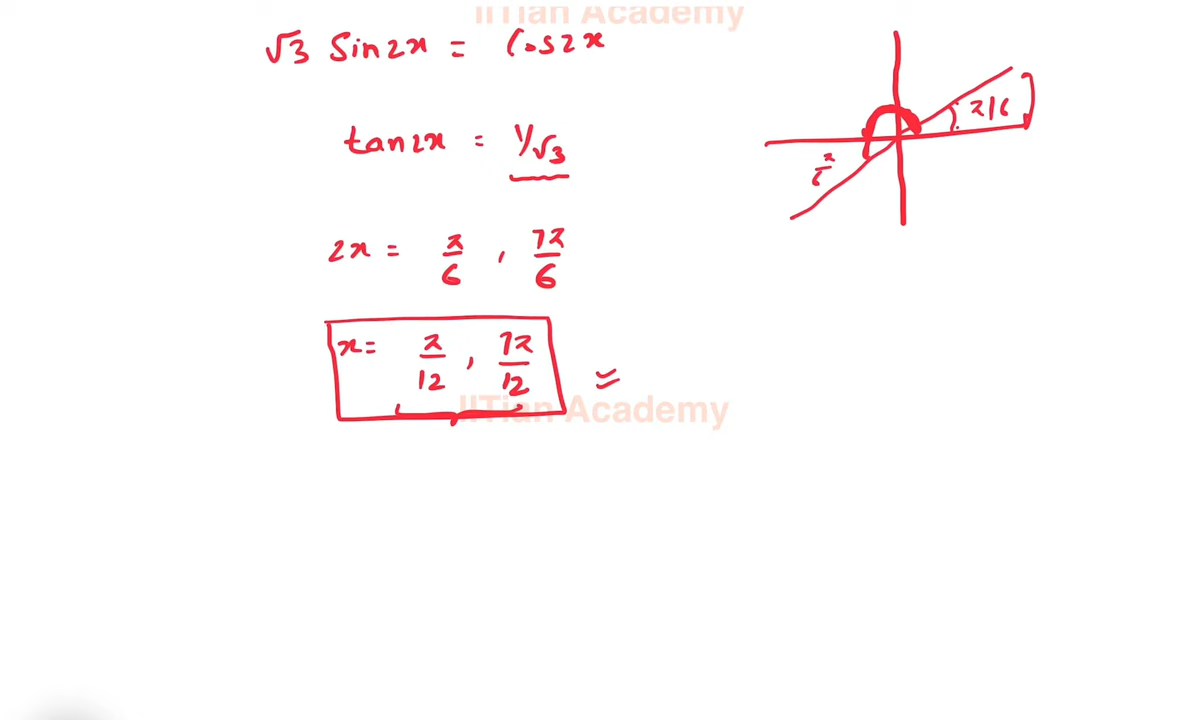 IITian Academy
√3 Sin2x = Cos2x
tan2x = 1/√3
2x = π/6 , 7π/6
x = π/12 , 7π/12
IITian Academy
π/6
π/6